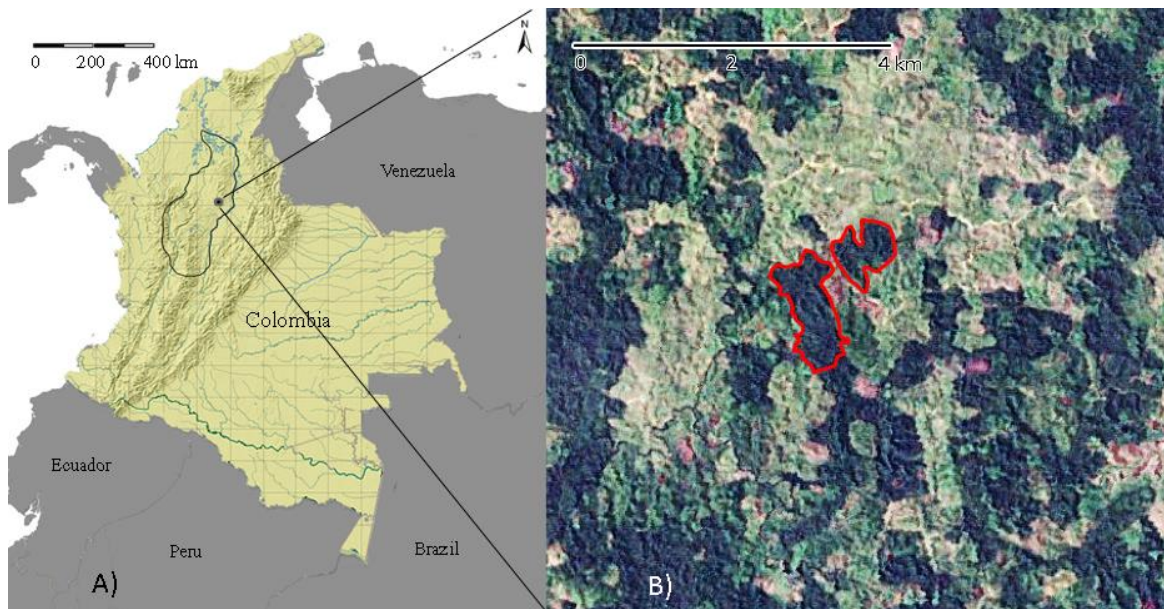 0 200 400 km
N
Venezuela
Colombia
Ecuador
Peru
Brazil
A)
0 2 4 km
B)